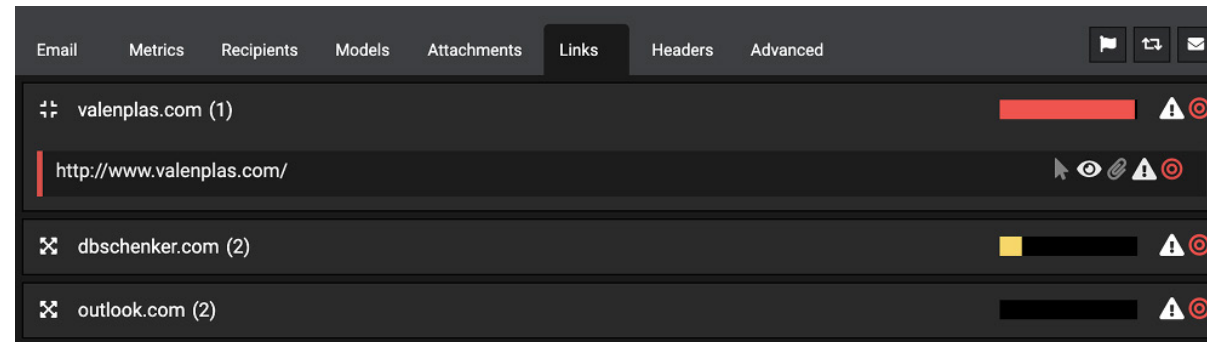 Email Metrics Recipients Models Attachments Links Headers Advanced
valenplas.com (1)
http://www.valenplas.com/
dbschenker.com (2)
outlook.com (2)